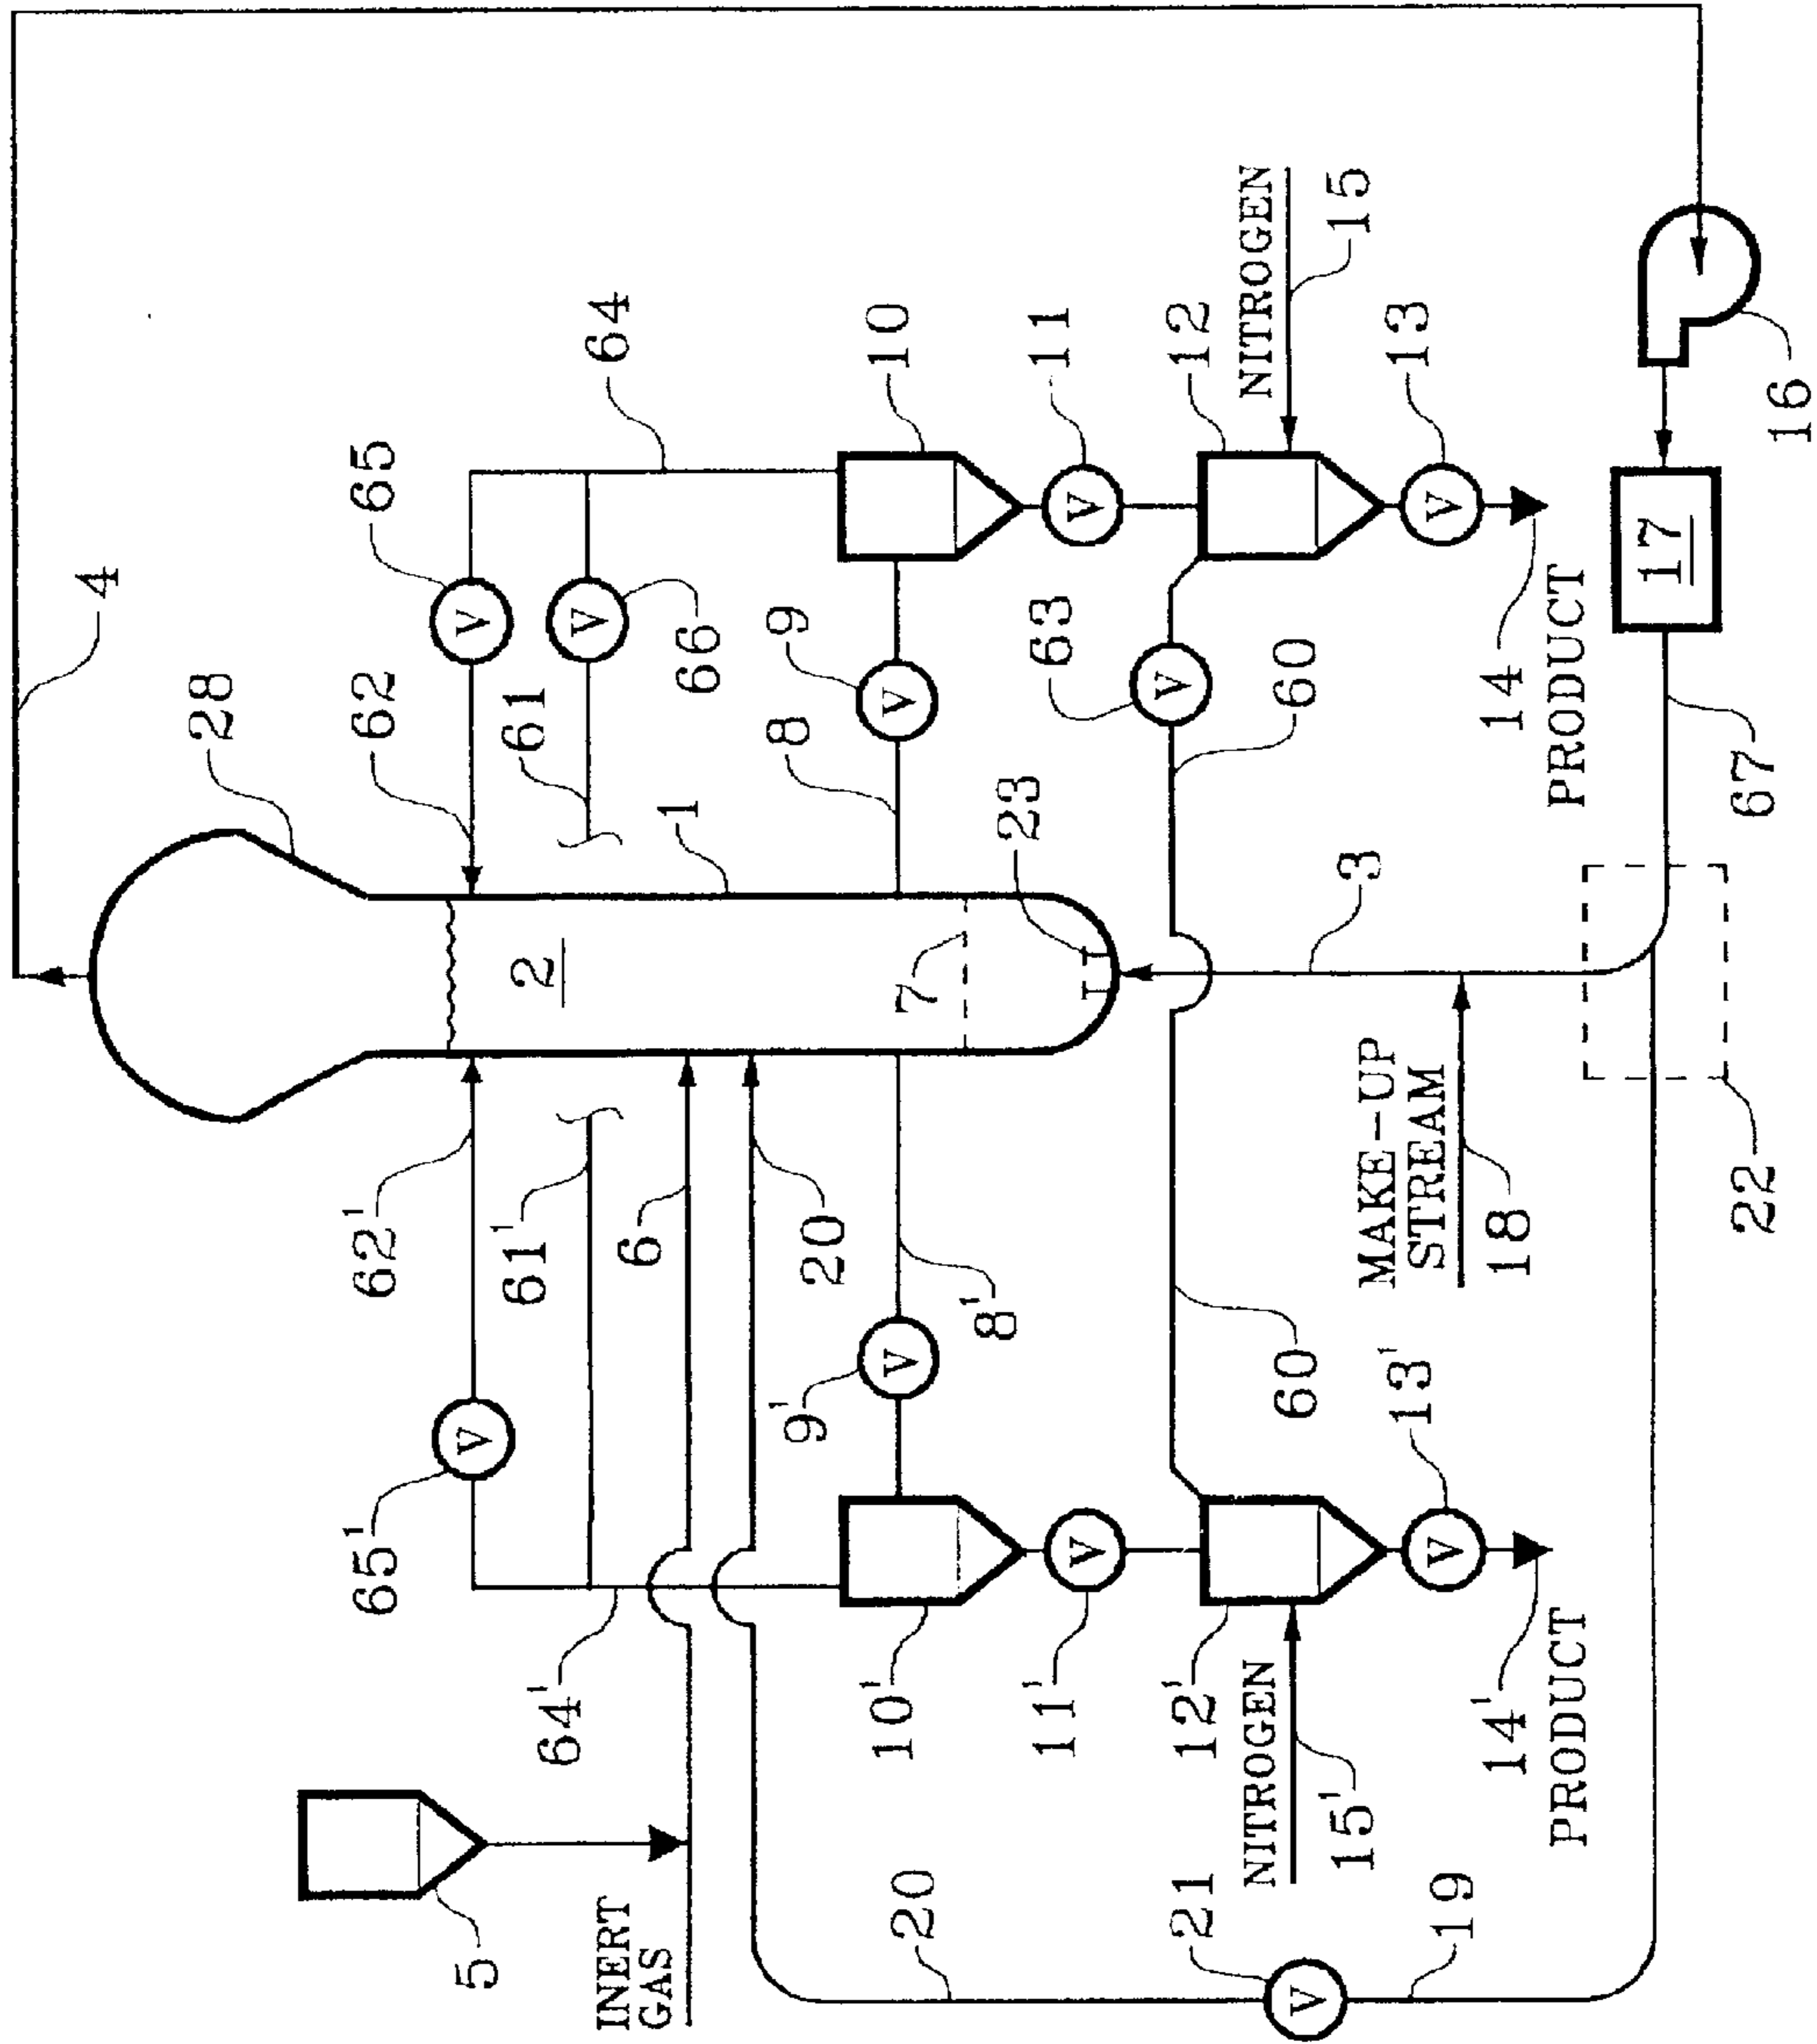 4
28
65'
62'
62
65
V
V
5
61'
61
2
V
64'
64
INERT
GAS
6
66
1
9'
20
8
9
V
V
10'
10
20
7
8'
23
11'
11
63
V
V
V
12'
12
21
NITROGEN
NITROGEN
60
60
V
15'
15
3
MAKE-UP
STREAM
18
13'
13
V
V
19
14'
14
PRODUCT
PRODUCT
17
22
67
16